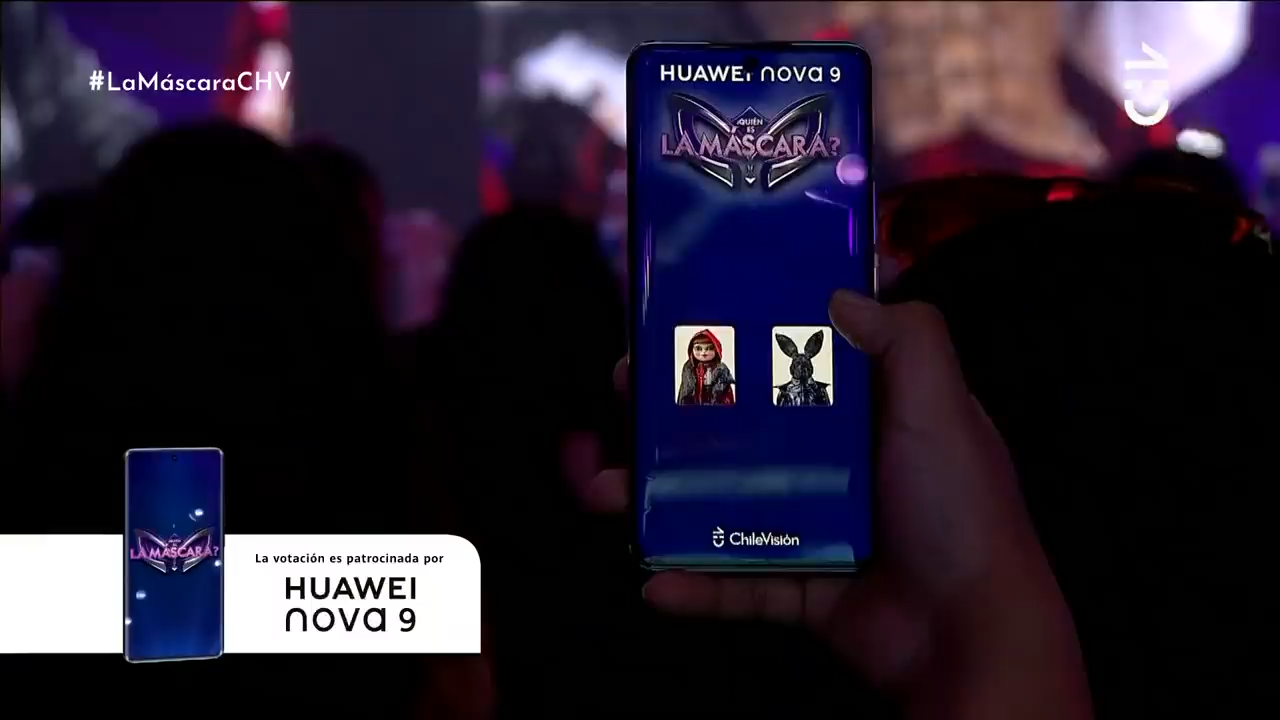 #LaMáscaraCHV
HUAWEI nova 9
¿QUIÉN
ES
LA MÁSCARA?
ChileVisión
CHV
LA MÁSCARA?
La votación es patrocinada por
HUAWEI
nova 9